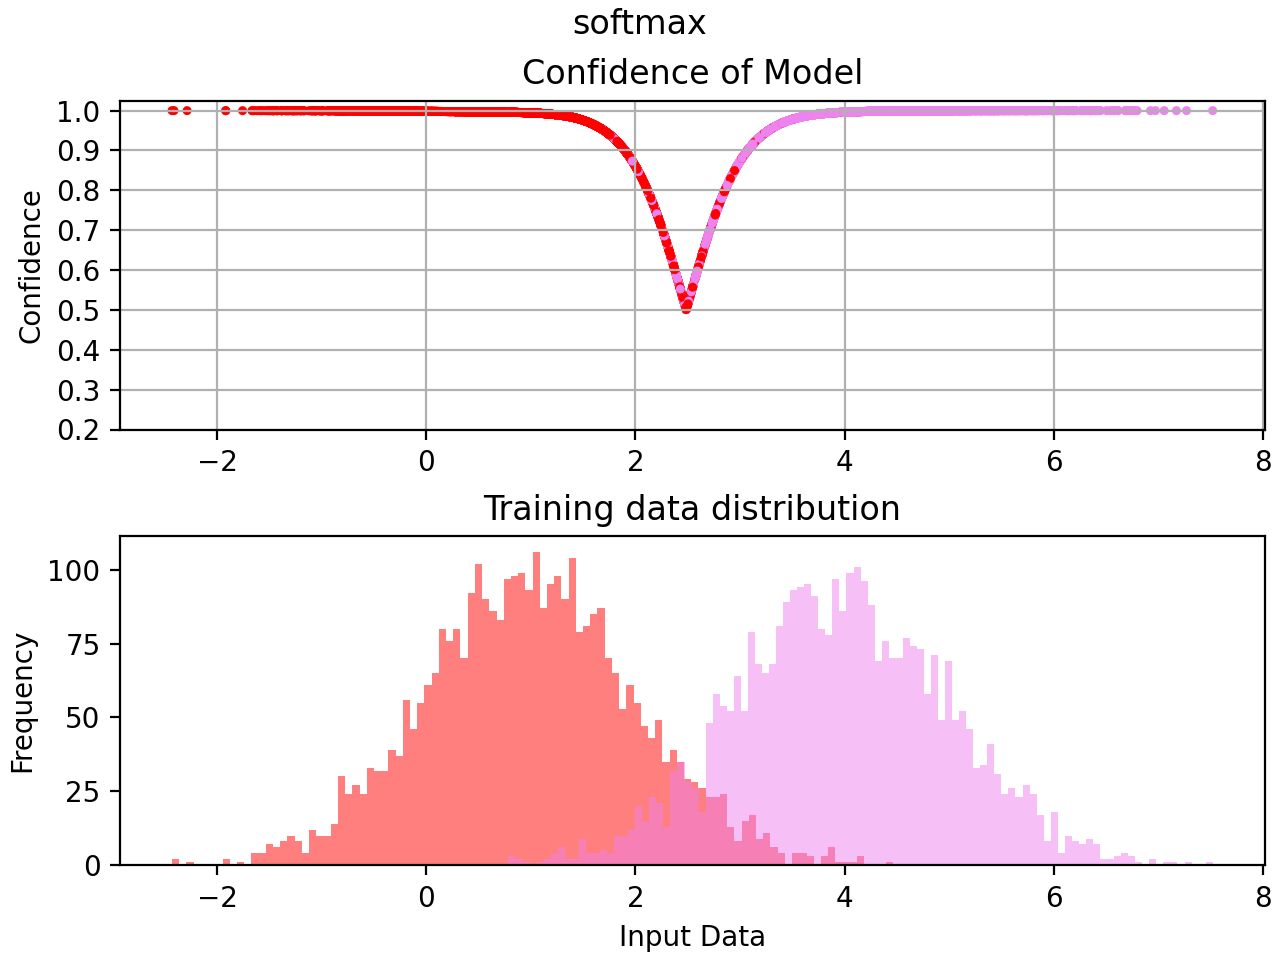 softmax
Confidence of Model
1.0
0.9
0.8
0.7
0.6
0.5
0.4
0.3
0.2
Confidence
−2 0 2 4 6 8
Training data distribution
100
75
50
25
0
Frequency
−2 0 2 4 6 8
Input Data